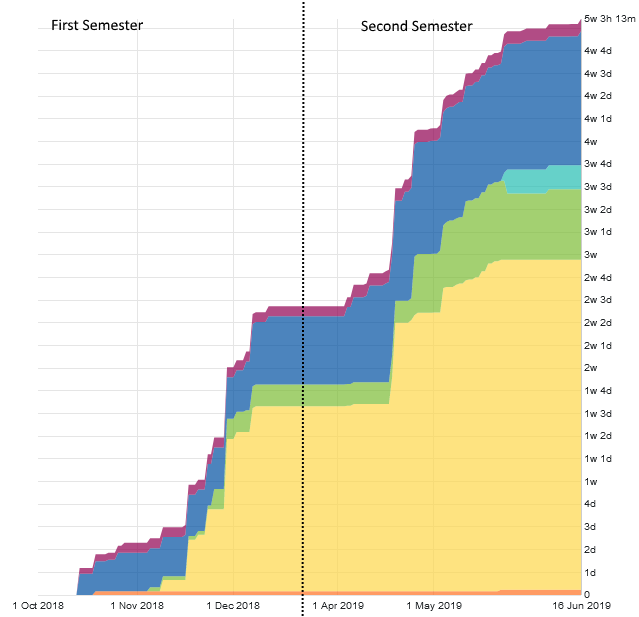 First Semester
Second Semester
5w 3h 13m
4w 4d
4w 3d
4w 2d
4w 1d
4w
3w 4d
3w 3d
3w 2d
3w 1d
3w
2w 4d
2w 3d
2w 2d
2w 1d
2w
1w 4d
1w 3d
1w 2d
1w 1d
1w
4d
3d
2d
1d
0
1 Oct 2018
1 Nov 2018
1 Dec 2018
1 Apr 2019
1 May 2019
16 Jun 2019